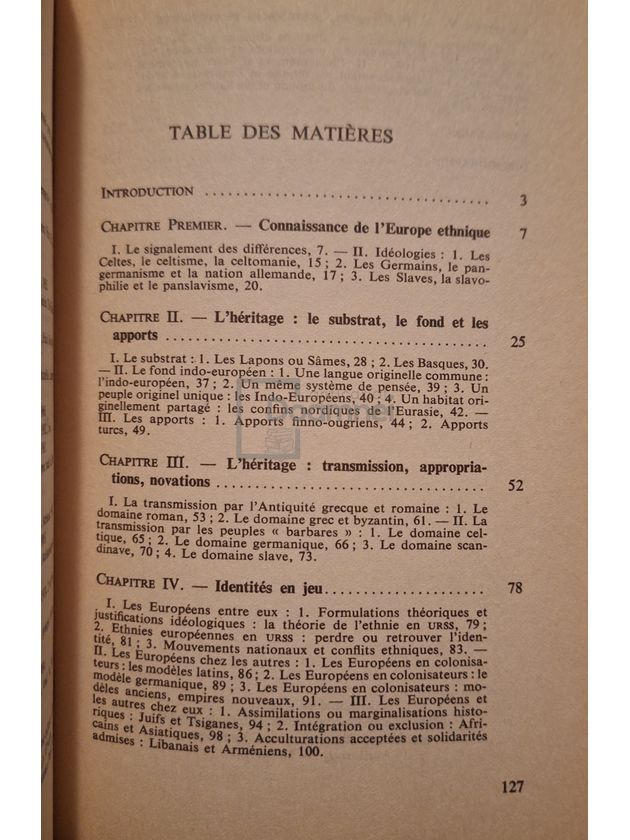 TABLE DES MATIÈRES
INTRODUCTION .................................... 3
CHAPITRE PREMIER. — Connaissance de l'Europe ethnique 7
I. Le signalement des différences, 7. — II. Idéologies : 1. Les
Celtes, le celtisme, la celtomanie, 15 ; 2. Les Germains, le pan-
germanisme et la nation allemande, 17 ; 3. Les Slaves, la slavo-
philie et le panslavisme, 20.
CHAPITRE II. — L'héritage : le substrat, le fond et les
apports ........................................ 25
I. Le substrat : 1. Les Lapons ou Sâmes, 28 ; 2. Les Basques, 30.
— II. Le fond indo-européen : 1. Une langue originelle commune :
l'indo-européen, 37 ; 2. Un même système de pensée, 39 ; 3. Un
peuple originel unique : les Indo-Européens, 40 ; 4. Un habitat ori-
ginellement partagé : les confins nordiques de l'Eurasie, 42. —
III. Les apports : 1. Apports finno-ougriens, 44 ; 2. Apports
turcs, 49.
CHAPITRE III. — L'héritage : transmission, appropria-
tions, novations ................................. 52
I. La transmission par l'Antiquité grecque et romaine : 1. Le
domaine roman, 53 ; 2. Le domaine grec et byzantin, 61. — II. La
transmission par les peuples « barbares » : 1. Le domaine cel-
tique, 65 ; 2. Le domaine germanique, 66 ; 3. Le domaine scan-
dinave, 70 ; 4. Le domaine slave, 73.
CHAPITRE IV. — Identités en jeu.................... 78
I. Les Européens entre eux : 1. Formulations théoriques et
justifications idéologiques : la théorie de l'ethnie en URSS, 79 ;
2. Ethnies européennes en URSS : perdre ou retrouver l'iden-
tité, 81 ; 3. Mouvements nationaux et conflits ethniques, 83. —
II. Les Européens chez les autres : 1. Les Européens en colonisa-
teurs : les modèles latins, 86 ; 2. Les Européens en colonisateurs : le
modèle germanique, 89 ; 3. Les Européens en colonisateurs : mo-
dèles anciens, empires nouveaux, 91. — III. Les Européens et
les autres chez eux : 1. Assimilations ou marginalisations histo-
riques : Juifs et Tsiganes, 94 ; 2. Intégration ou exclusion : Afri-
cains et Asiatiques, 98 ; 3. Acculturations acceptées et solidarités
admises : Libanais et Arméniens, 100.
127